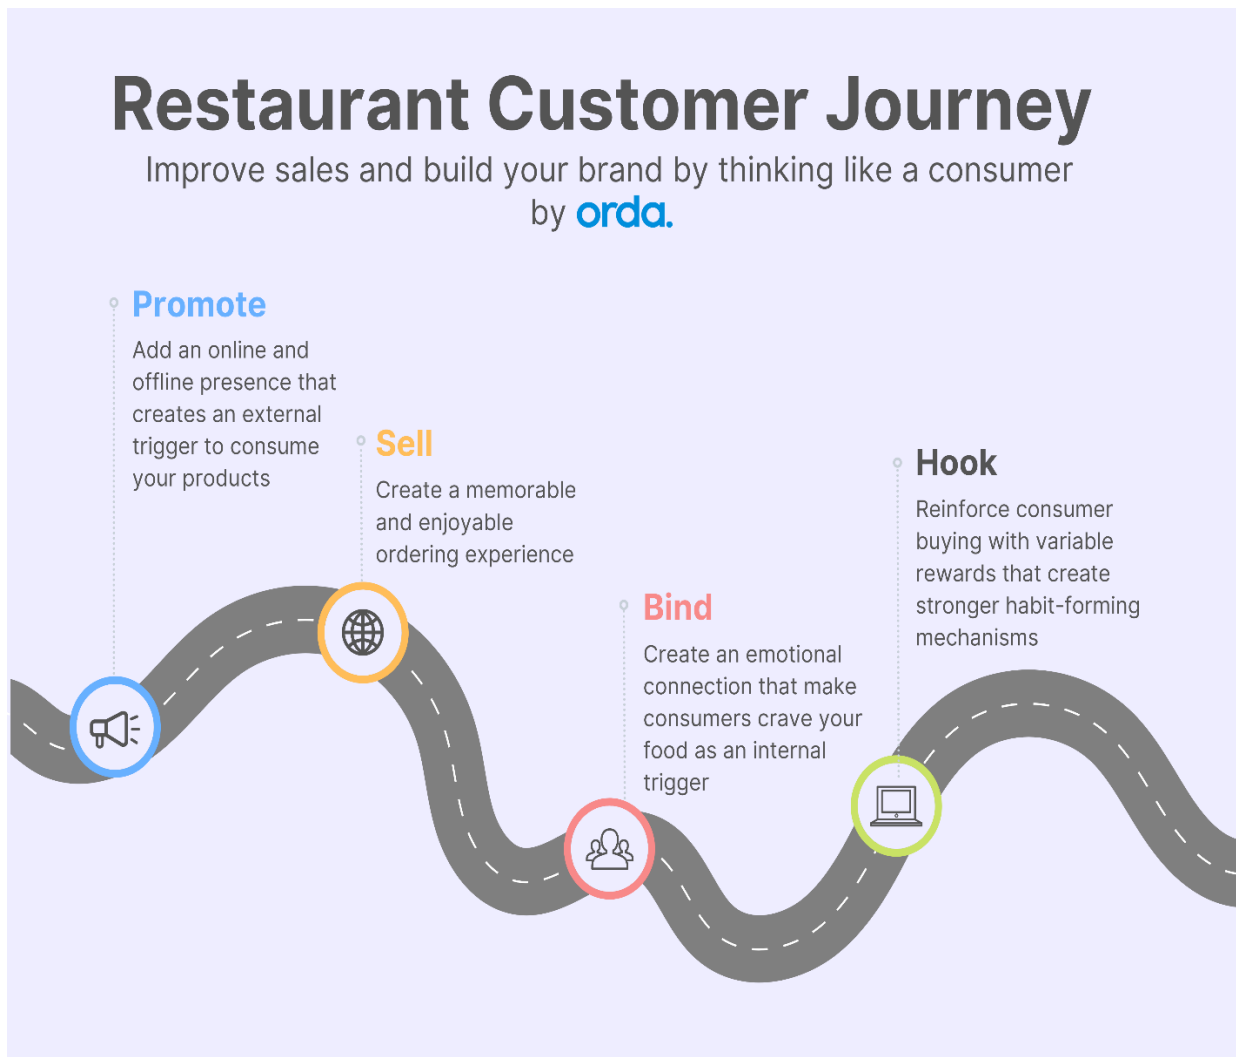 Restaurant Customer Journey
Improve sales and build your brand by thinking like a consumer
by orda.
Promote
Add an online and
offline presence that
creates an external
trigger to consume
your products
Sell
Create a memorable
and enjoyable
ordering experience
Bind
Create an emotional
connection that make
consumers crave your
food as an internal
trigger
Hook
Reinforce consumer
buying with variable
rewards that create
stronger habit-forming
mechanisms